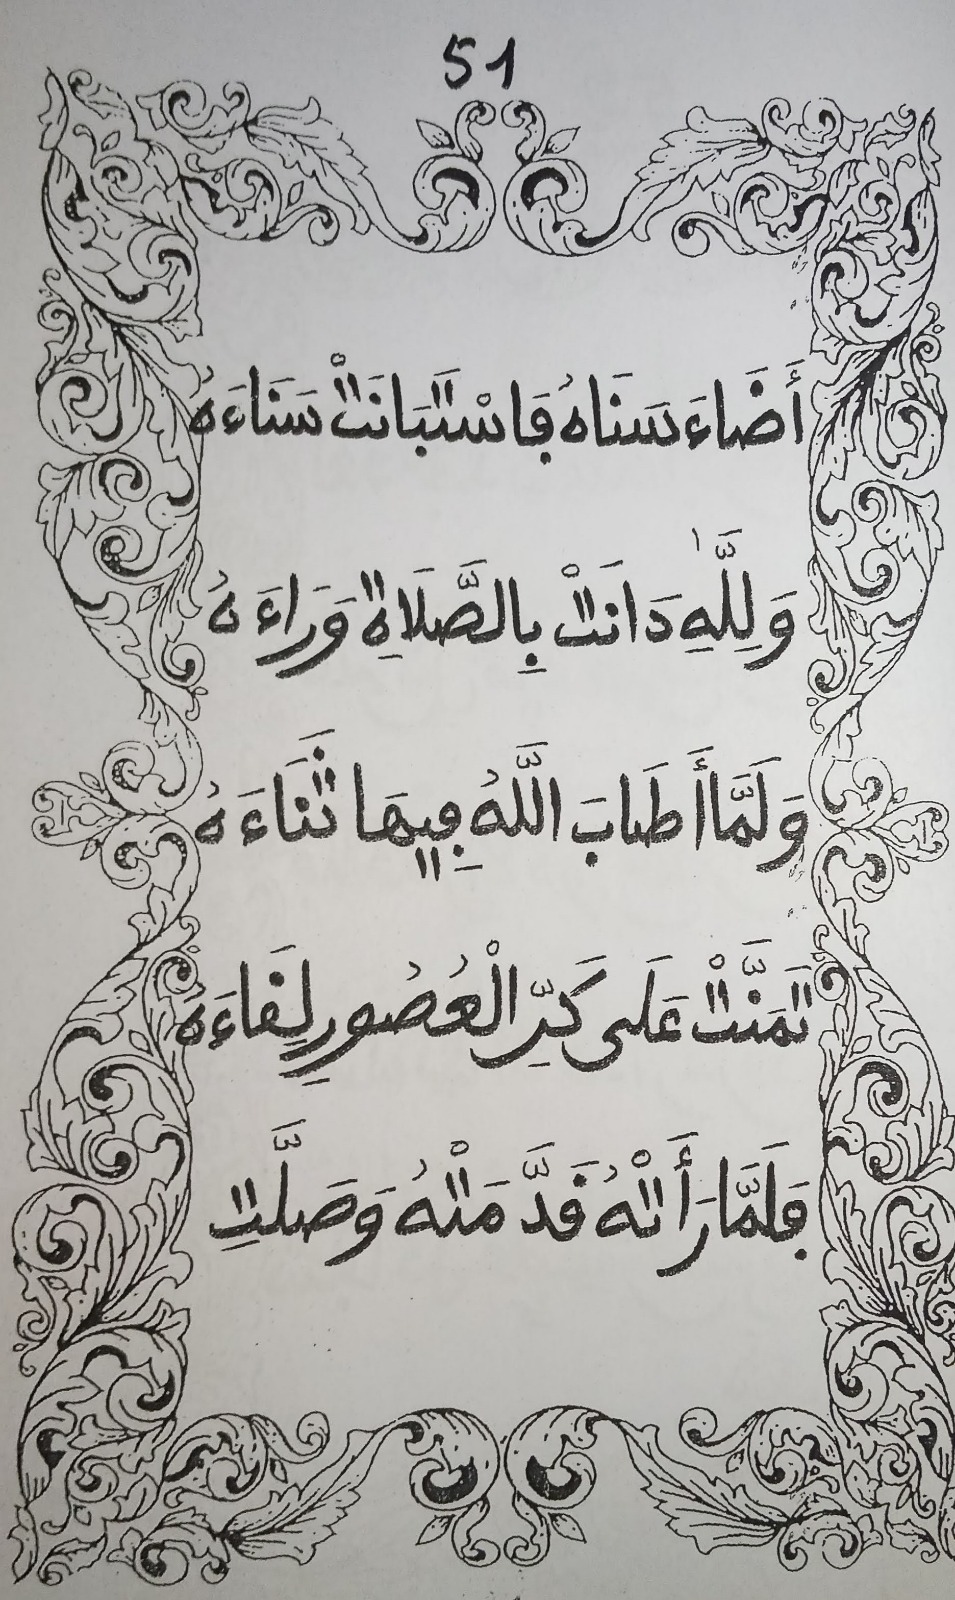 51
أَضَاءَ سَنَاهُ فَاسْتَبَانَتْ سَنَاءَهُ
وَلِلَّهِ دَانَتْ بِالصَّلَاةِ وَرَاءَهُ
وَلَمَّا أَطَابَ اللَّهُ فِيهَا ثَنَاءَهُ
تَمَنَّتْ عَلَى كَرِّ الْعُصُورِ لِقَاءَهُ
فَلَمَّا رَأَتْهُ قَدَّمَتْهُ وَصَلَّتِ